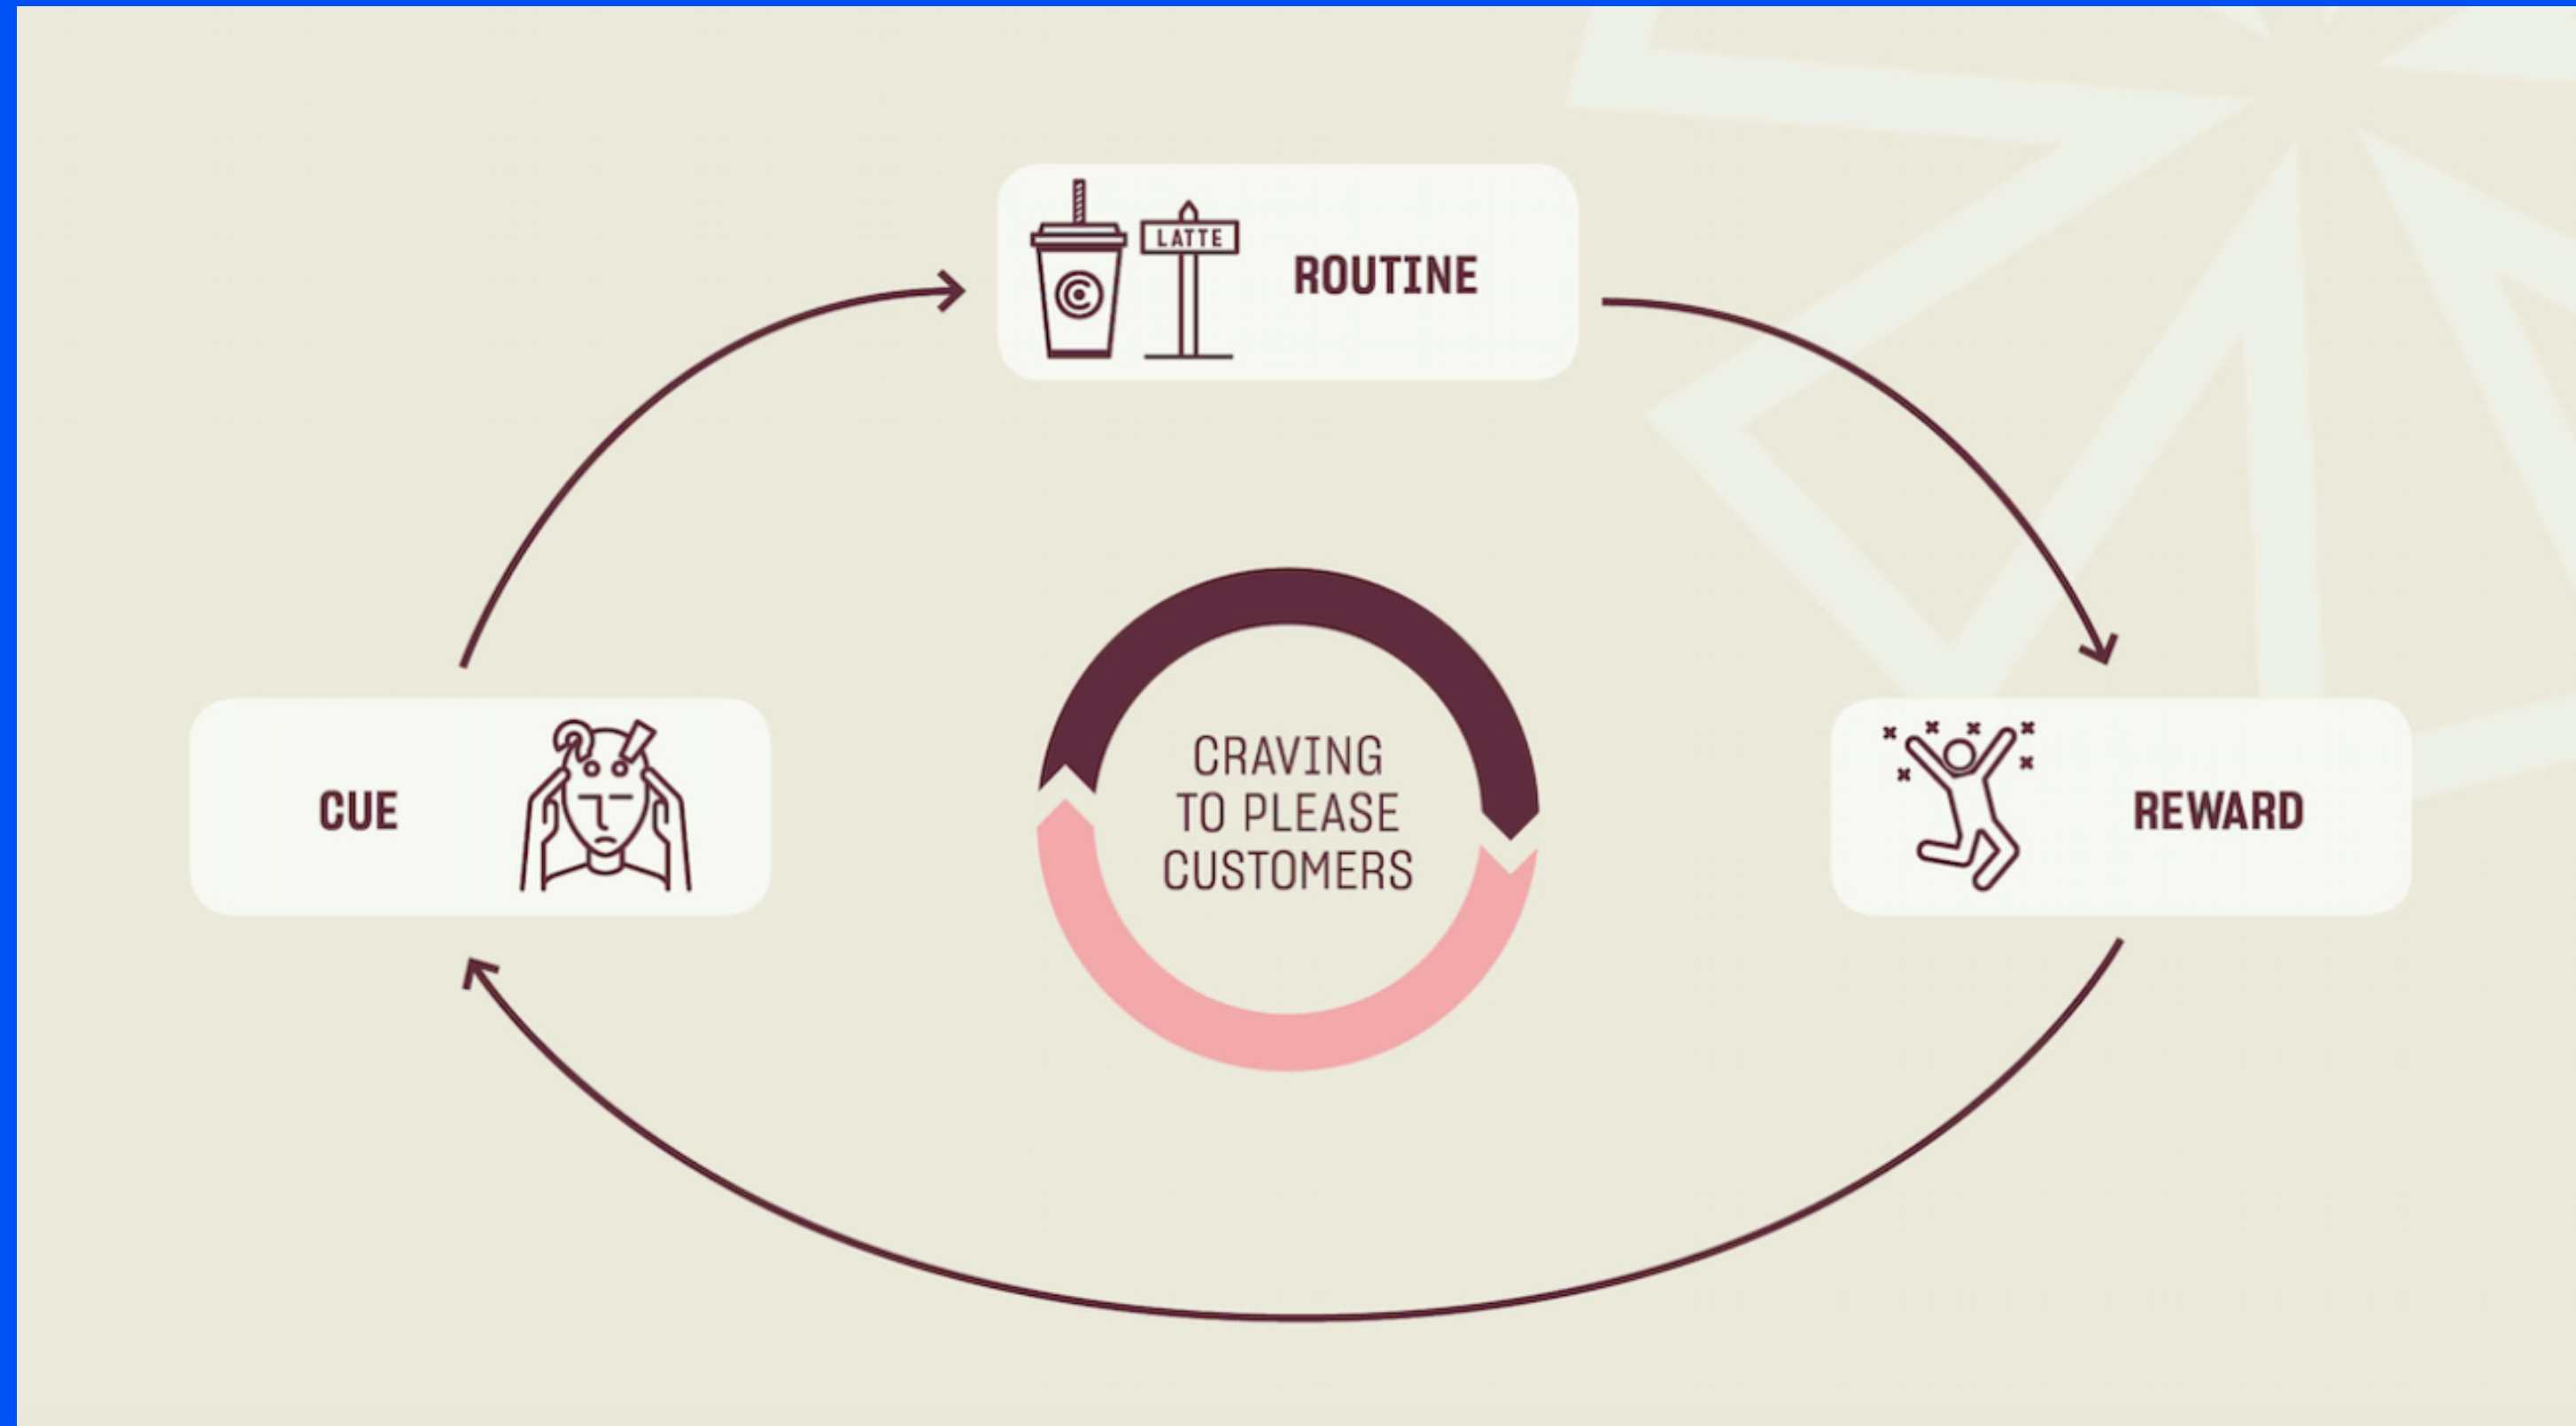 LATTE
ROUTINE
CUE
CRAVING
TO PLEASE
CUSTOMERS
REWARD